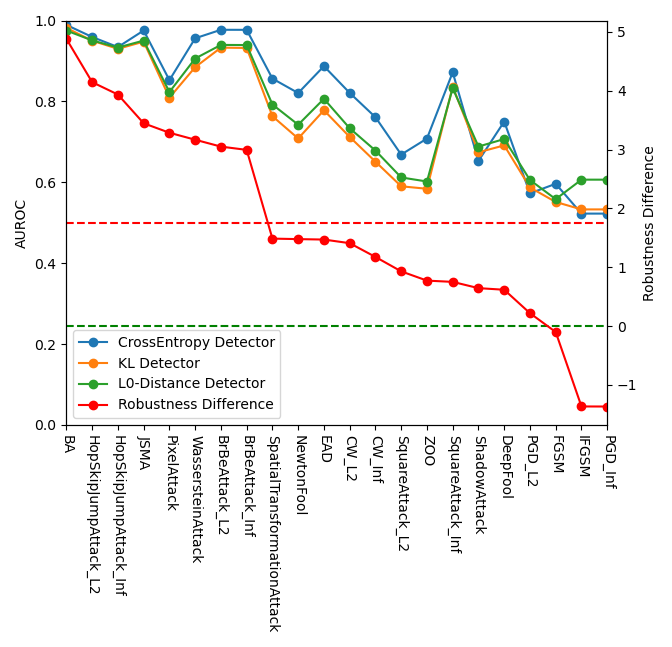 1.0
0.8
0.6
0.4
0.2
0.0
AUROC
5
4
3
2
1
0
−1
Robustness Difference
CrossEntropy Detector
KL Detector
L0-Distance Detector
Robustness Difference
BA
HopSkipJumpAttack_L2
HopSkipJumpAttack_Inf
JSMA
PixelAttack
WassersteinAttack
BrBeAttack_L2
BrBeAttack_Inf
SpatialTransformationAttack
NewtonFool
EAD
CW_L2
CW_Inf
SquareAttack_L2
ZOO
SquareAttack_Inf
ShadowAttack
DeepFool
PGD_L2
FGSM
IFGSM
PGD_Inf